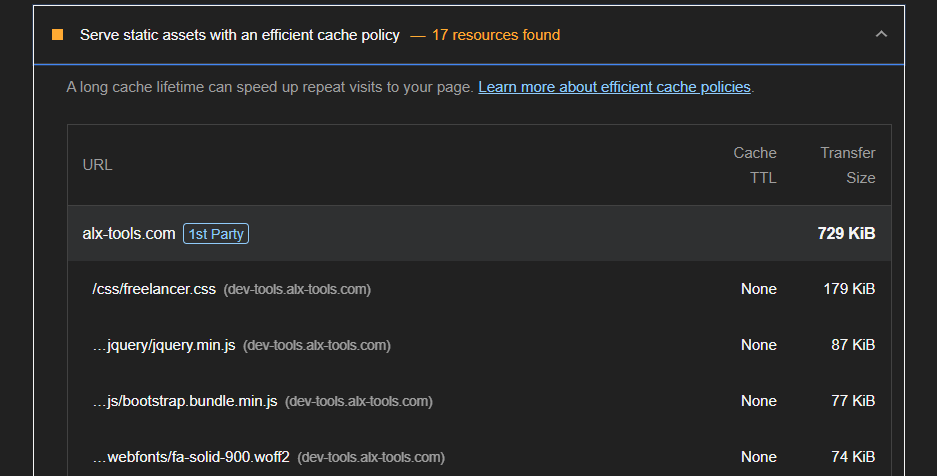 Serve static assets with an efficient cache policy — 17 resources found
A long cache lifetime can speed up repeat visits to your page. Learn more about efficient cache policies.
URL Cache TTL Transfer Size
alx-tools.com 1st Party 729 KiB
/css/freelancer.css (dev-tools.alx-tools.com) None 179 KiB
…jquery/jquery.min.js (dev-tools.alx-tools.com) None 87 KiB
…js/bootstrap.bundle.min.js (dev-tools.alx-tools.com) None 77 KiB
…webfonts/fa-solid-900.woff2 (dev-tools.alx-tools.com) None 74 KiB